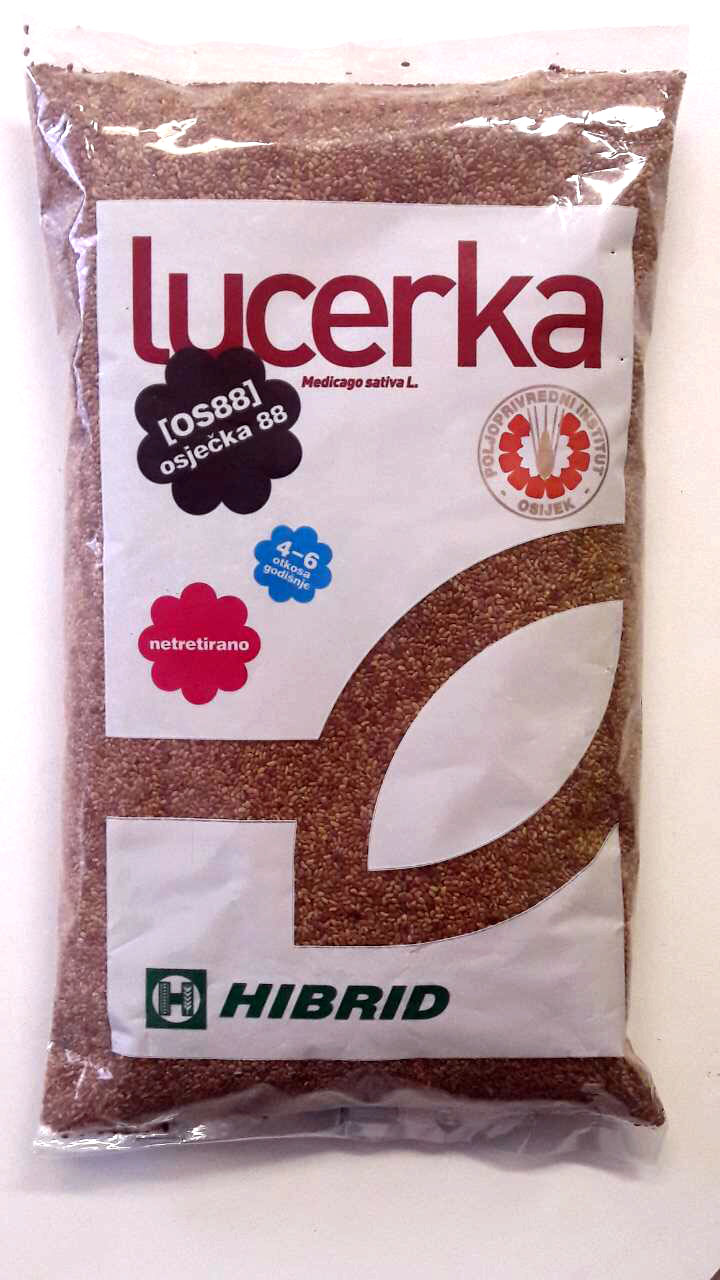 lucerka
Medicago sativa L.
[OS88]
osječka 88
POLJOPRIVREDNI INSTITUT
- OSIJEK -
4–6
otkosa
godišnje
netretirano
H HIBRID